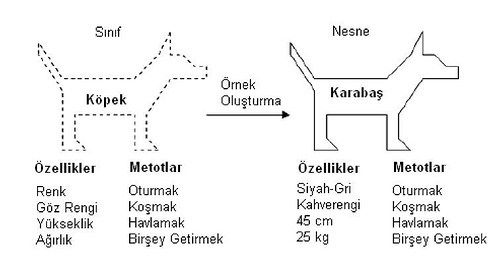 Sınıf
Nesne
Köpek
Örnek
Oluşturma
Karabaş
Özellikler Metotlar
Renk Oturmak
Göz Rengi Koşmak
Yükseklik Havlamak
Ağırlık Birşey Getirmek
Özellikler Metotlar
Siyah-Gri Oturmak
Kahverengi Koşmak
45 cm Havlamak
25 kg Birşey Getirmek